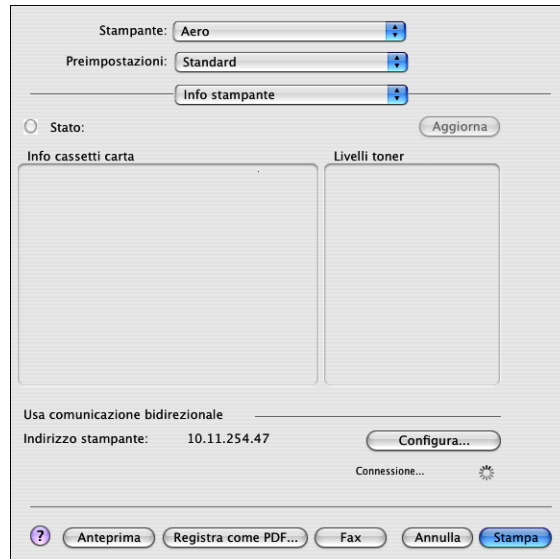 Stampante: Aero
Preimpostazioni: Standard
Info stampante
Stato: Aggiorna
Info cassetti carta Livelli toner
Usa comunicazione bidirezionale
Indirizzo stampante: 10.11.254.47 Configura...
Connessione...
? Anteprima Registra come PDF... Fax Annulla Stampa